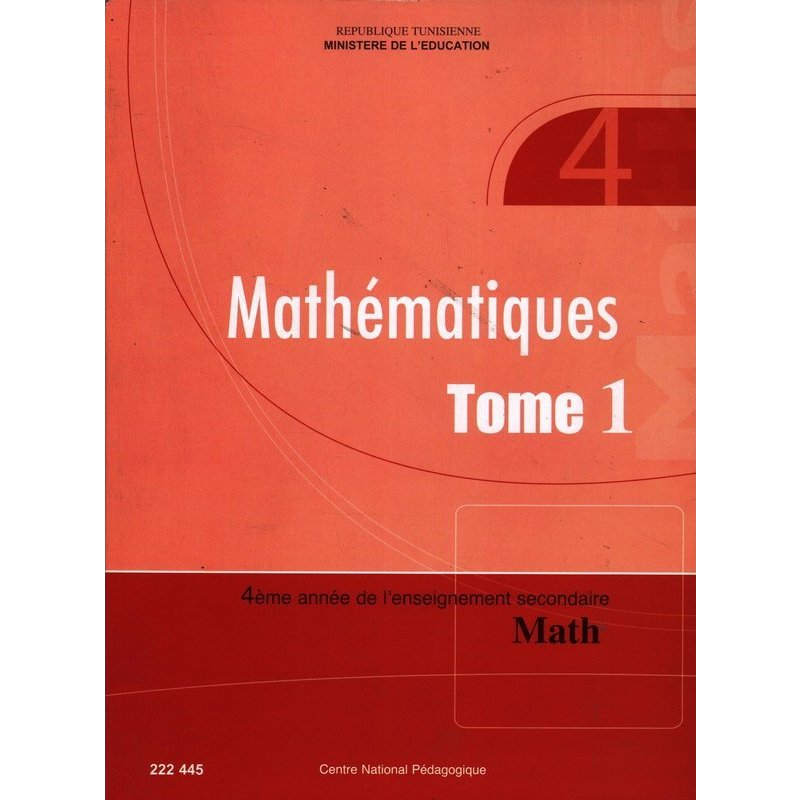 REPUBLIQUE TUNISIENNE
MINISTERE DE L'EDUCATION
4
Mathématiques
Tome 1
4ème année de l'enseignement secondaire
Math
222 445
Centre National Pédagogique